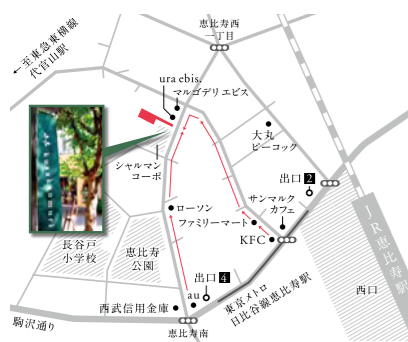 恵比寿西
一丁目
←至東急東横線
代官山駅
ura ebis.
マルゴデリ エビス
大丸
ピーコック
シャルマン
コーポ
出口2
ローソン
サンマルク
カフェ
ファミリーマート
KFC
長谷戸
小学校
恵比寿
公園
JR恵比寿駅
西口
出口4
au
東京メトロ
日比谷線恵比寿駅
西武信用金庫
駒沢通り
恵比寿南